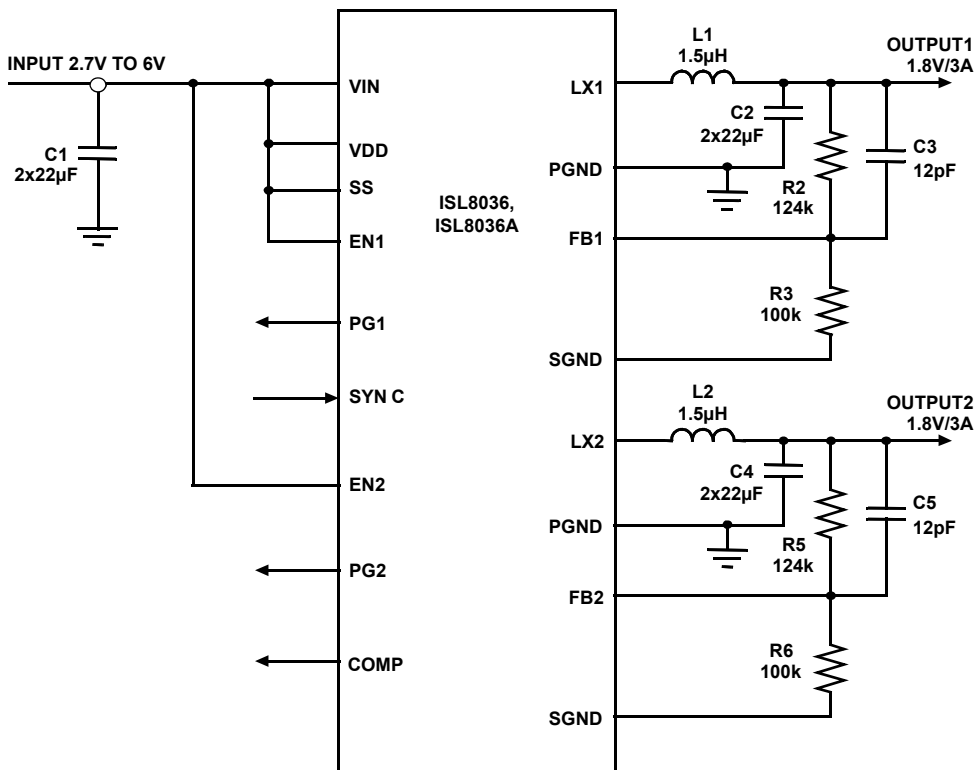 INPUT 2.7V TO 6V
C1
2x22µF
VIN
VDD
SS
EN1
PG1
SYN C
EN2
PG2
COMP
ISL8036,
ISL8036A
LX1
PGND
FB1
SGND
LX2
PGND
FB2
SGND
L1
1.5µH
OUTPUT1
1.8V/3A
C2
2x22µF
C3
12pF
R2
124k
R3
100k
L2
1.5µH
OUTPUT2
1.8V/3A
C4
2x22µF
C5
12pF
R5
124k
R6
100k